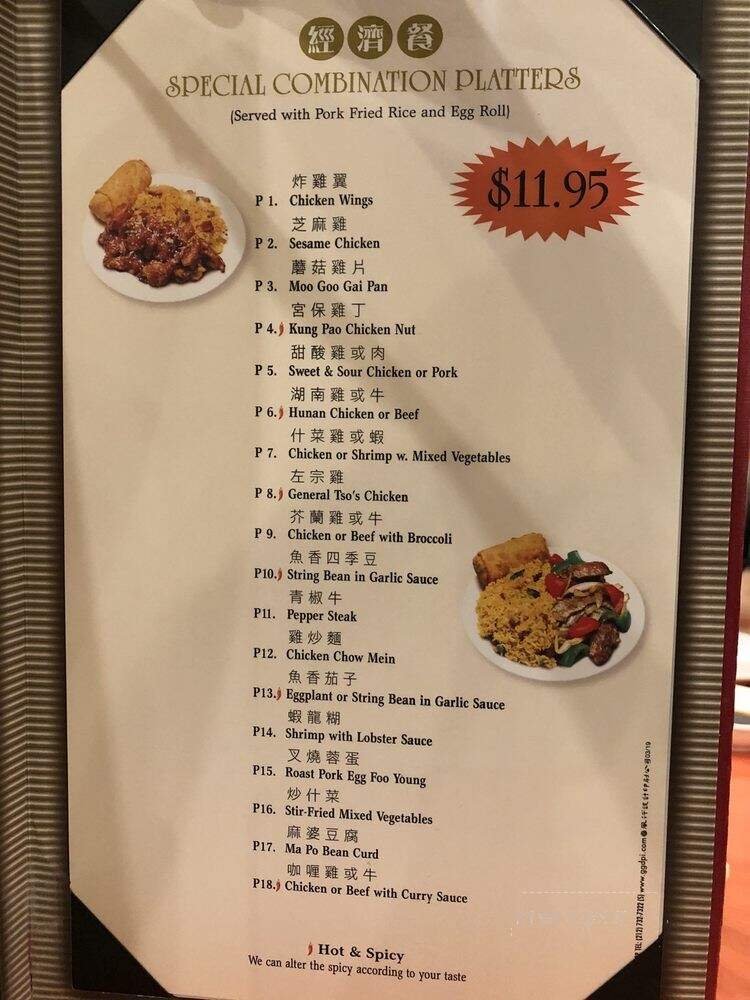 經濟餐
SPECIAL COMBINATION PLATTERS
(Served with Pork Fried Rice and Egg Roll)
$11.95
炸雞翼
P 1. Chicken Wings
芝麻雞
P 2. Sesame Chicken
蘑菇雞片
P 3. Moo Goo Gai Pan
宮保雞丁
P 4. Kung Pao Chicken Nut
甜酸雞或肉
P 5. Sweet & Sour Chicken or Pork
湖南雞或牛
P 6. Hunan Chicken or Beef
什菜雞或蝦
P 7. Chicken or Shrimp w. Mixed Vegetables
左宗雞
P 8. General Tso's Chicken
芥蘭雞或牛
P 9. Chicken or Beef with Broccoli
魚香四季豆
P10. String Bean in Garlic Sauce
青椒牛
P11. Pepper Steak
雞炒麵
P12. Chicken Chow Mein
魚香茄子
P13. Eggplant or String Bean in Garlic Sauce
蝦龍糊
P14. Shrimp with Lobster Sauce
叉燒蓉蛋
P15. Roast Pork Egg Foo Young
炒什菜
P16. Stir-Fried Mixed Vegetables
麻婆豆腐
P17. Ma Po Bean Curd
咖喱雞或牛
P18. Chicken or Beef with Curry Sauce
Hot & Spicy
We can alter the spicy according to your taste
TEL: (212) 732-7322 (5) www.ggdpi.com 03/19